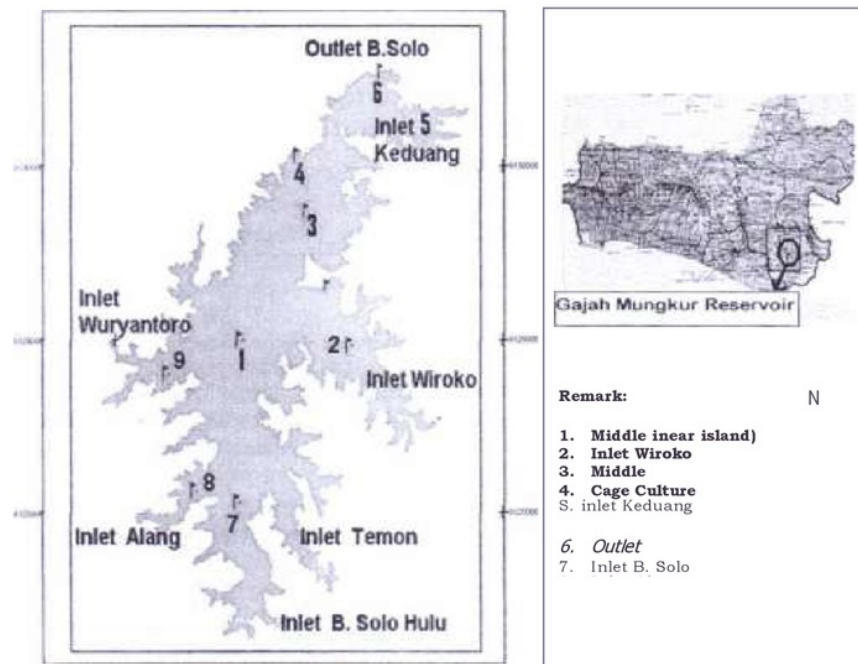 Outlet B.Solo
6
Inlet 5
Keduang
4
3
Inlet
Wuryantoro
9
1
2
Inlet Wiroko
8
7
Inlet Alang
Inlet Temon
Inlet B. Solo Hulu
Gajah Mungkur Reservoir
Remark:
N
1. Middle inear island)
2. Inlet Wiroko
3. Middle
4. Cage Culture
S. inlet Keduang
6. Outlet
7. Inlet B. Solo